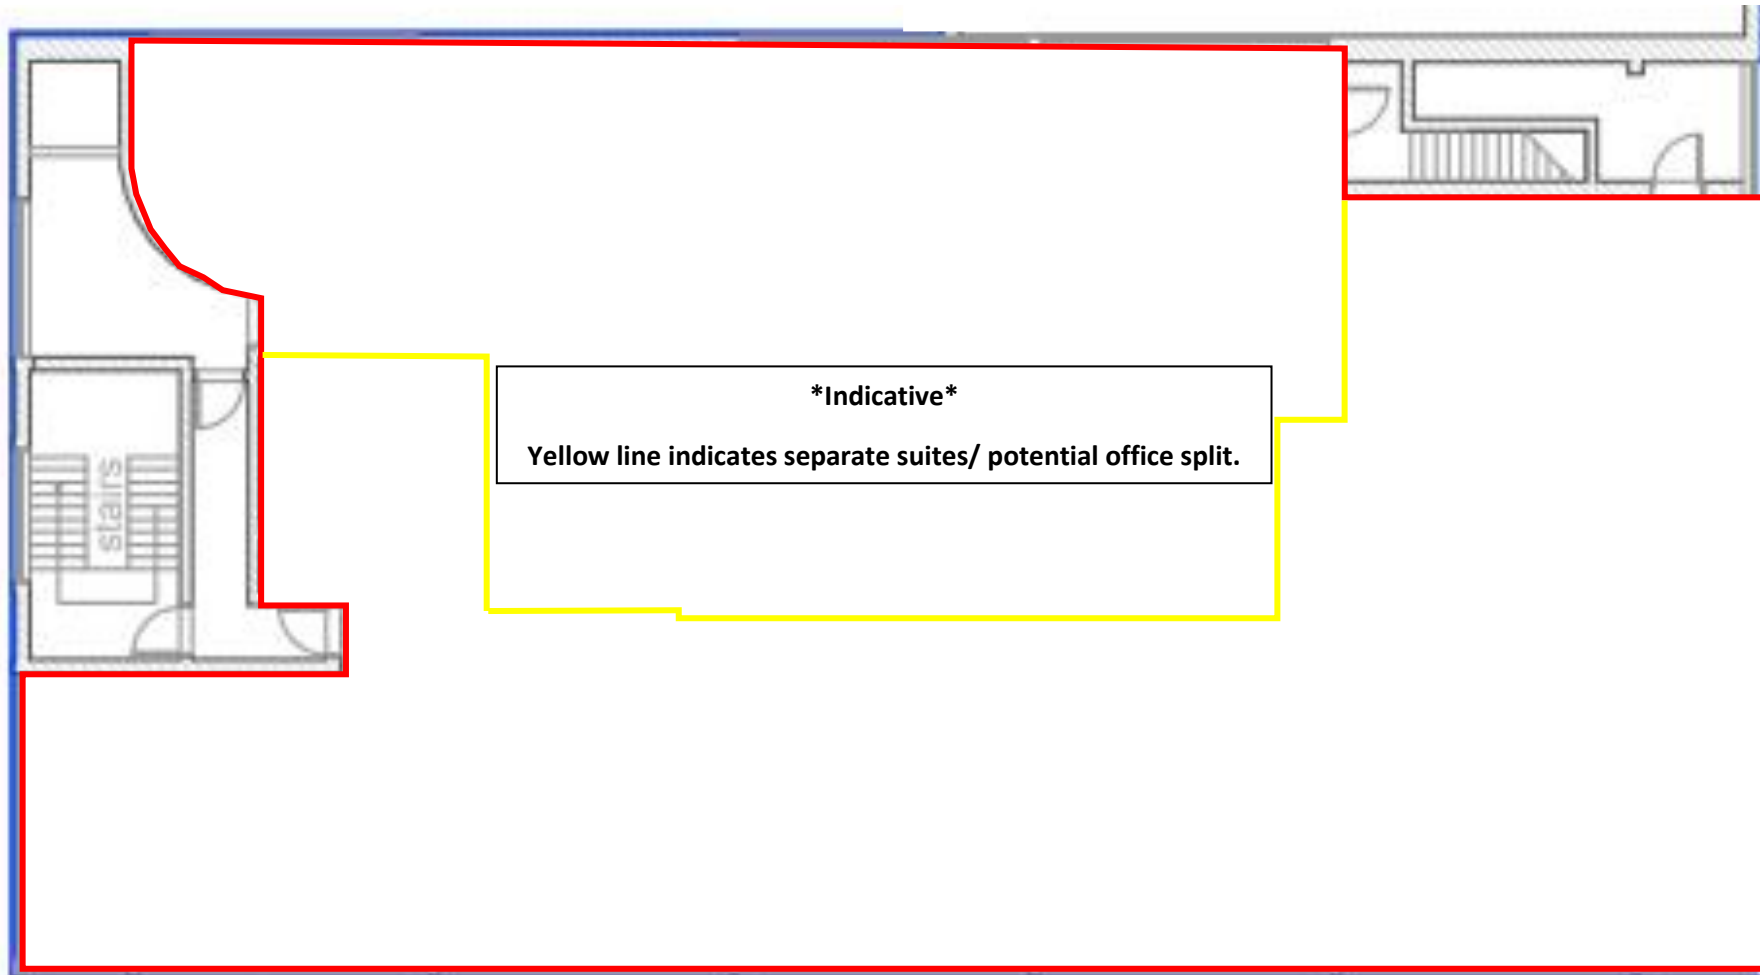 *Indicative*
Yellow line indicates separate suites/ potential office split.
stairs